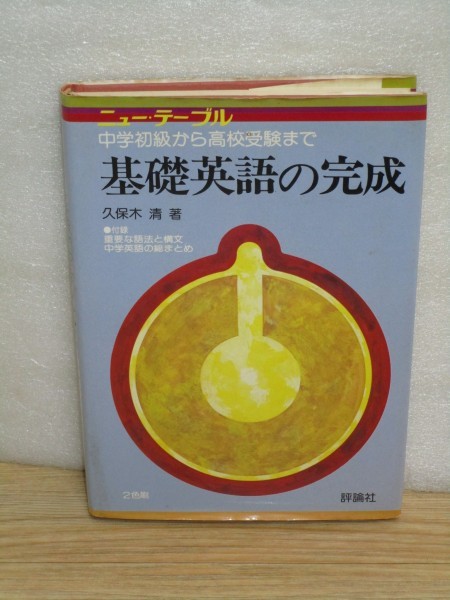 ニュー・テーブル
中学初級から高校受験まで
基礎英語の完成
久保木 清 著
●付録
重要な語法と構文
中学英語の総まとめ
2色刷
評論社